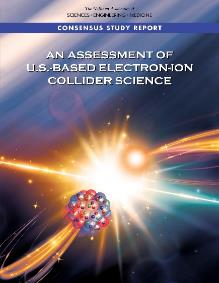 The National Academies of
SCIENCES • ENGINEERING • MEDICINE
CONSENSUS STUDY REPORT
AN ASSESSMENT OF
U.S.-BASED ELECTRON-ION
COLLIDER SCIENCE